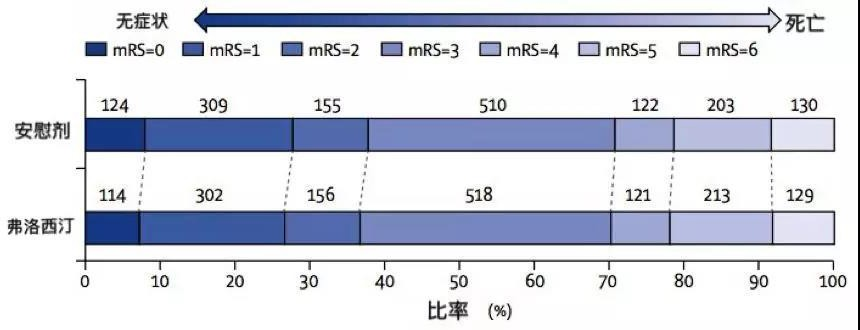 无症状 死亡
mRS=0 mRS=1 mRS=2 mRS=3 mRS=4 mRS=5 mRS=6
124 309 155 510 122 203 130
安慰剂
114 302 156 518 121 213 129
弗洛西汀
0 10 20 30 40 50 60 70 80 90 100
比率 (%)